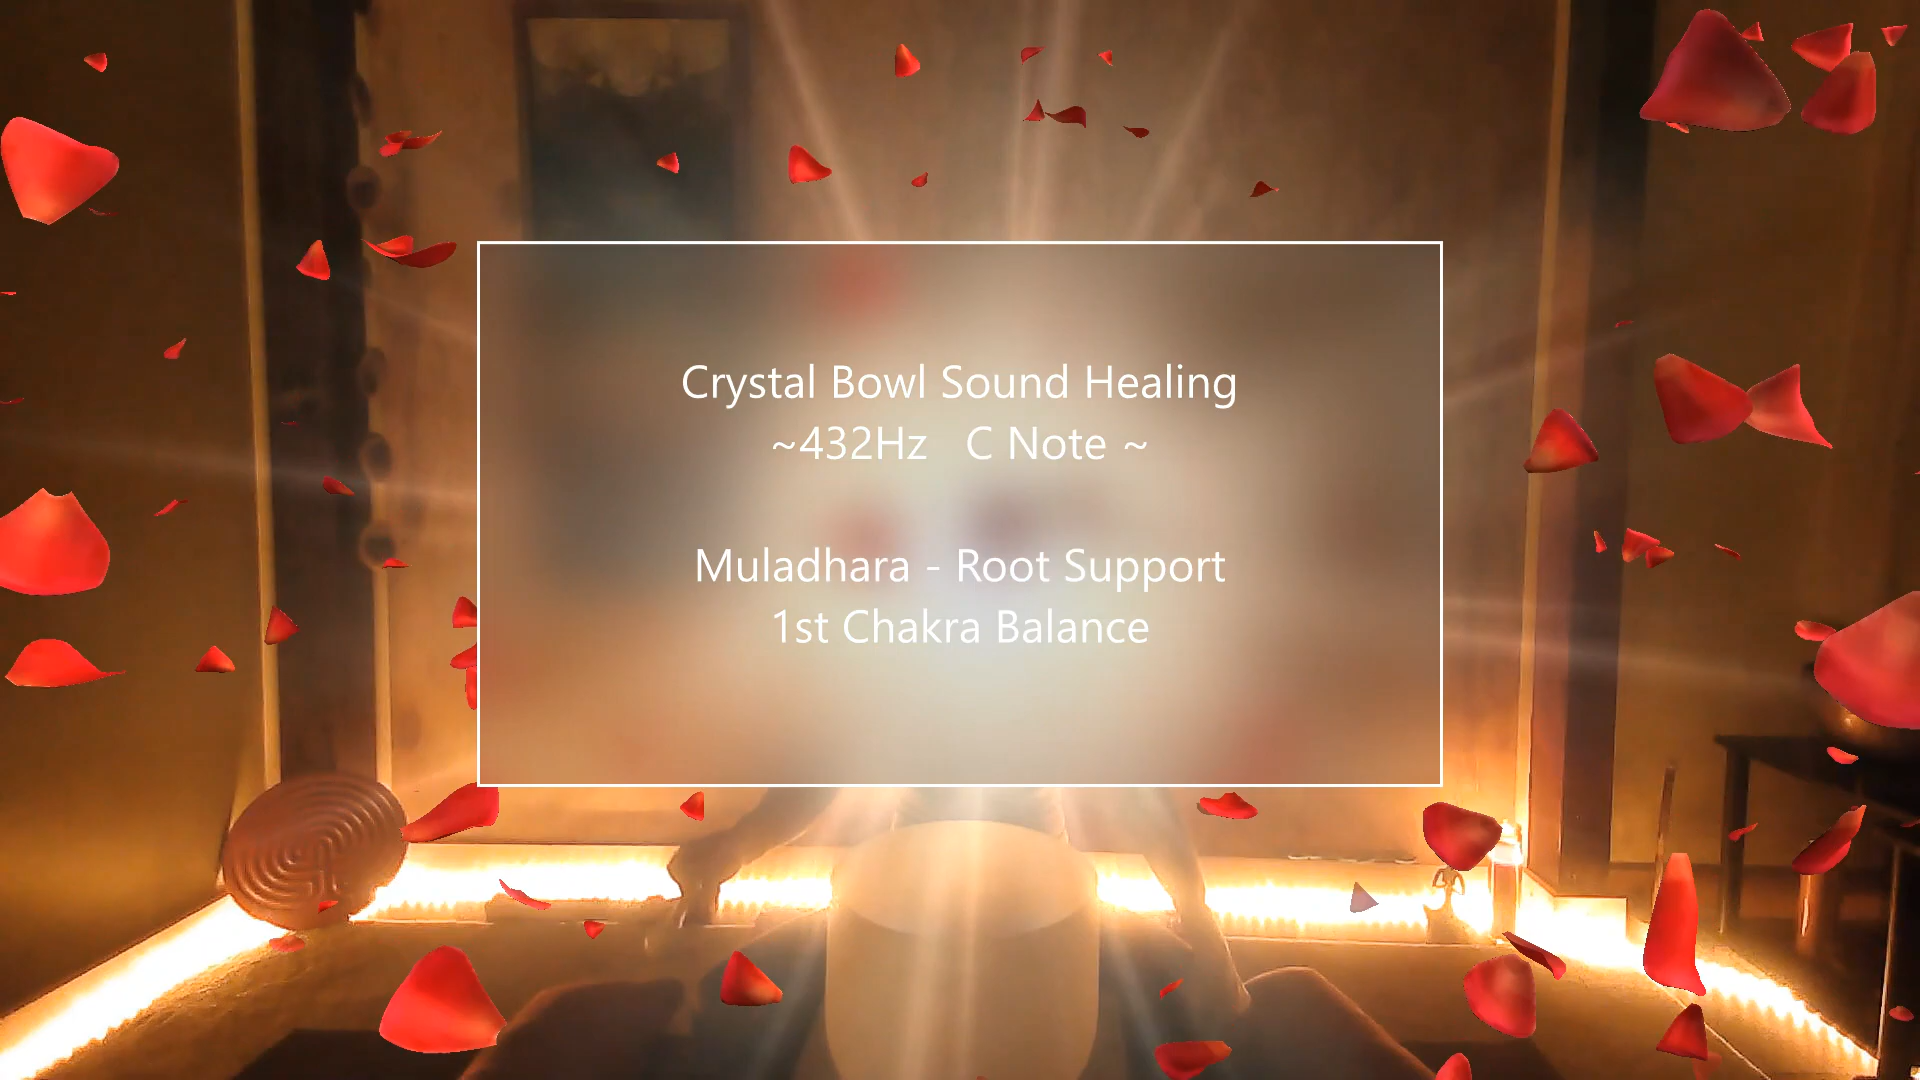 Crystal Bowl Sound Healing
~432Hz   C Note ~
Muladhara - Root Support
1st Chakra Balance